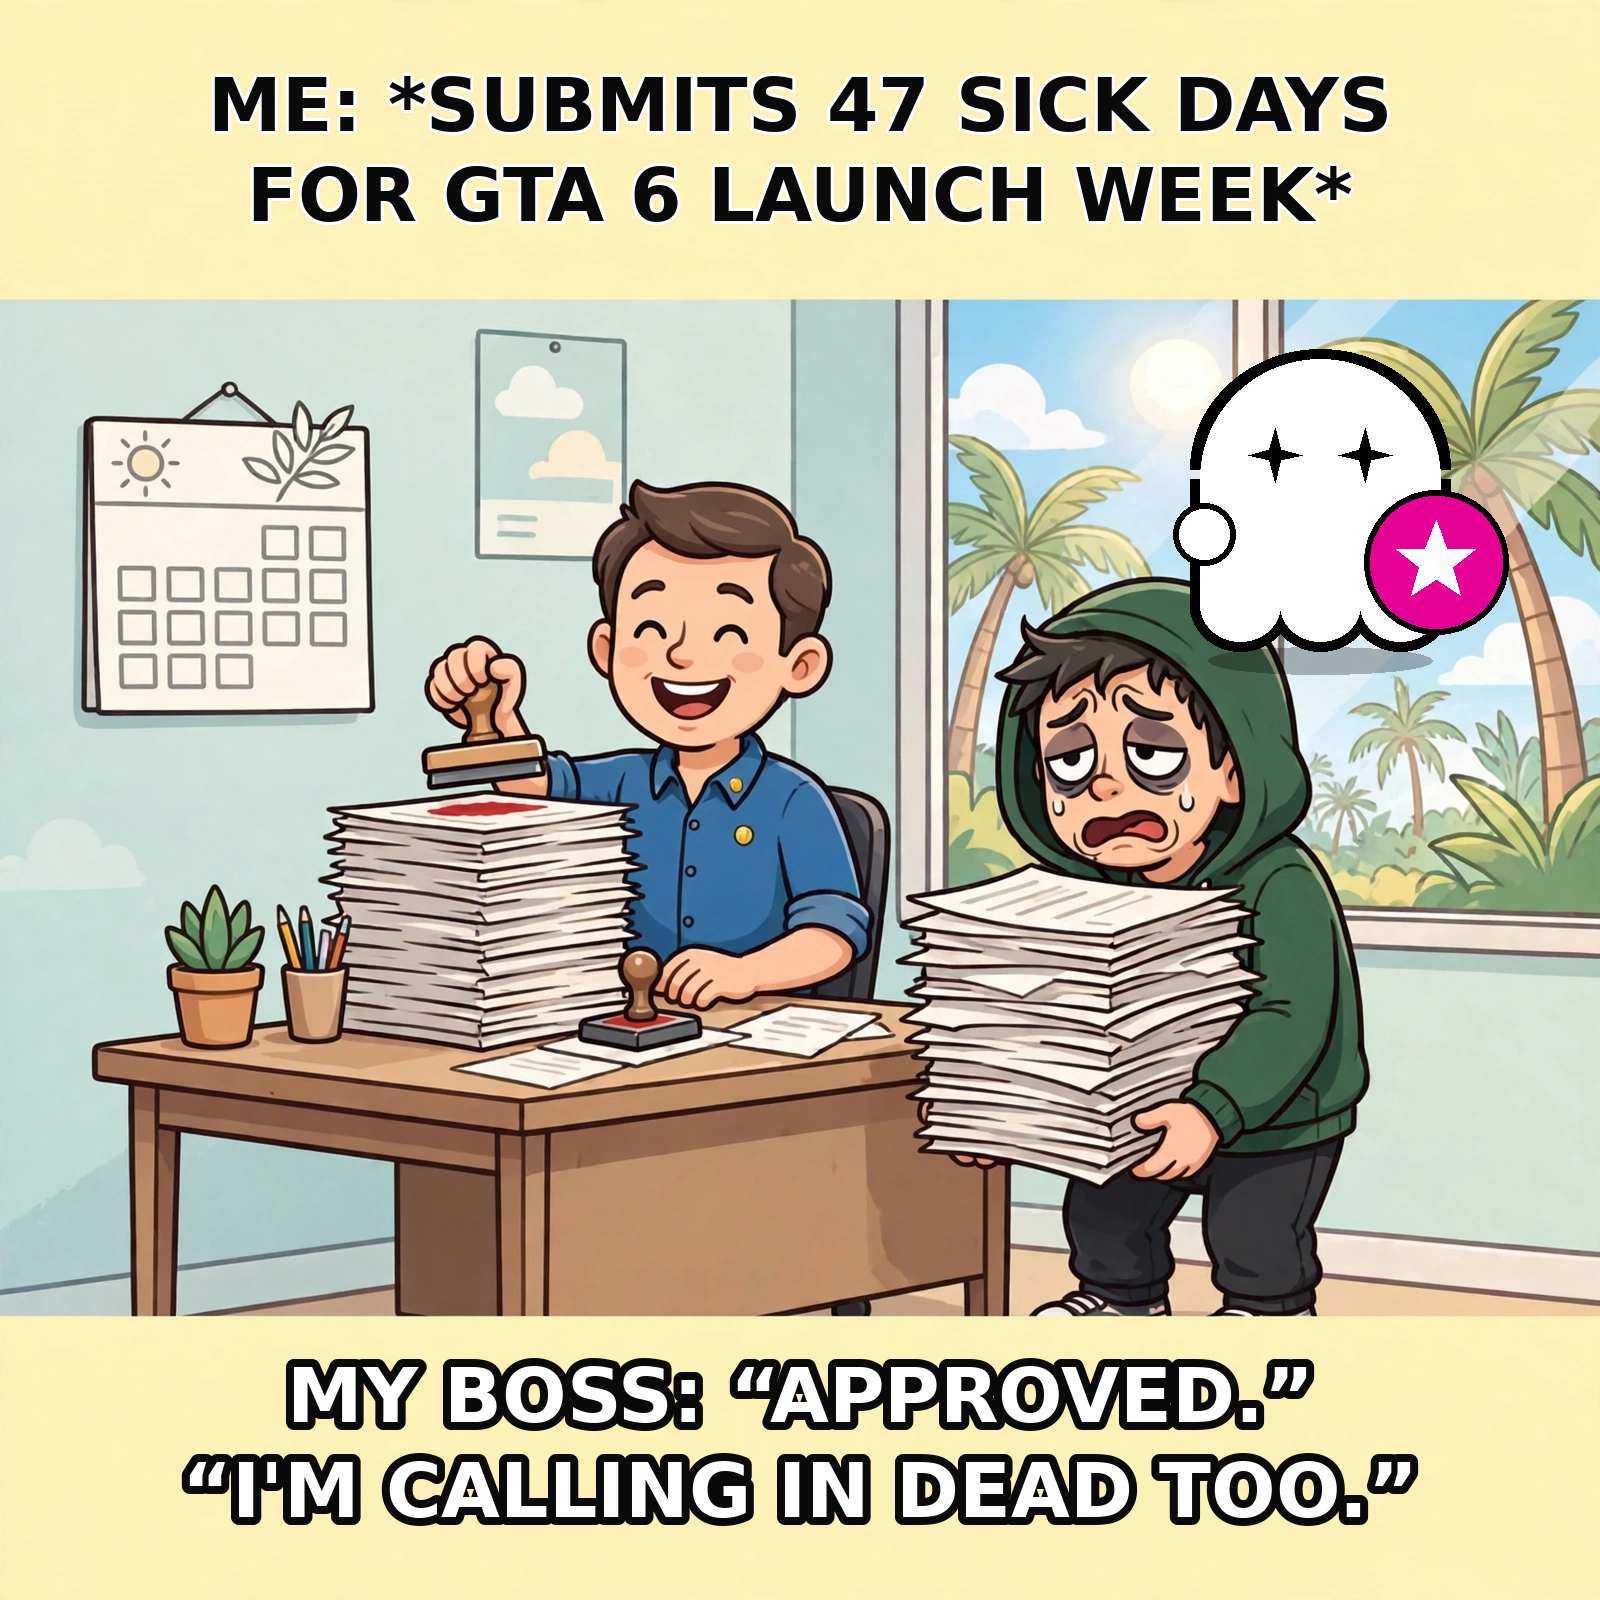 ME: *SUBMITS 47 SICK DAYS
FOR GTA 6 LAUNCH WEEK*
MY BOSS: “APPROVED.”
“I'M CALLING IN DEAD TOO.”